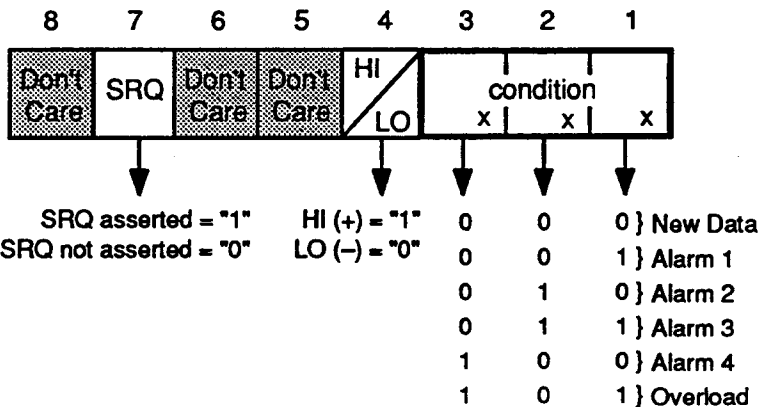 8 7 6 5 4 3 2 1
Don't Care SRQ Don't Care Don't Care HI LO condition x x x
SRQ asserted = "1" HI (+) = "1" 0 0 0 } New Data
SRQ not asserted = "0" LO (–) = "0" 0 0 1 } Alarm 1
0 1 0 } Alarm 2
0 1 1 } Alarm 3
1 0 0 } Alarm 4
1 0 1 } Overload